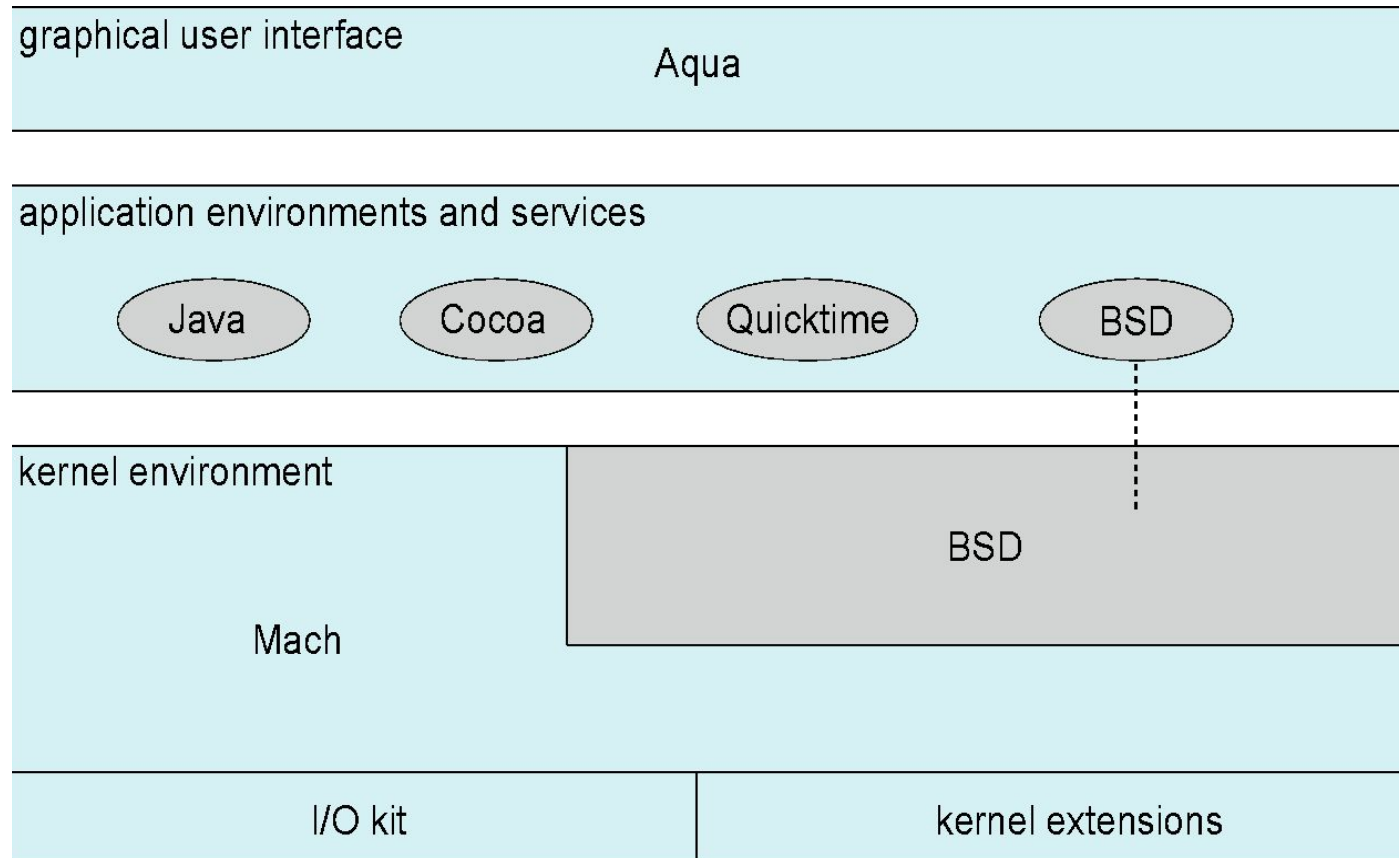 graphical user interface
Aqua
application environments and services
Java
Cocoa
Quicktime
BSD
kernel environment
BSD
Mach
I/O kit
kernel extensions